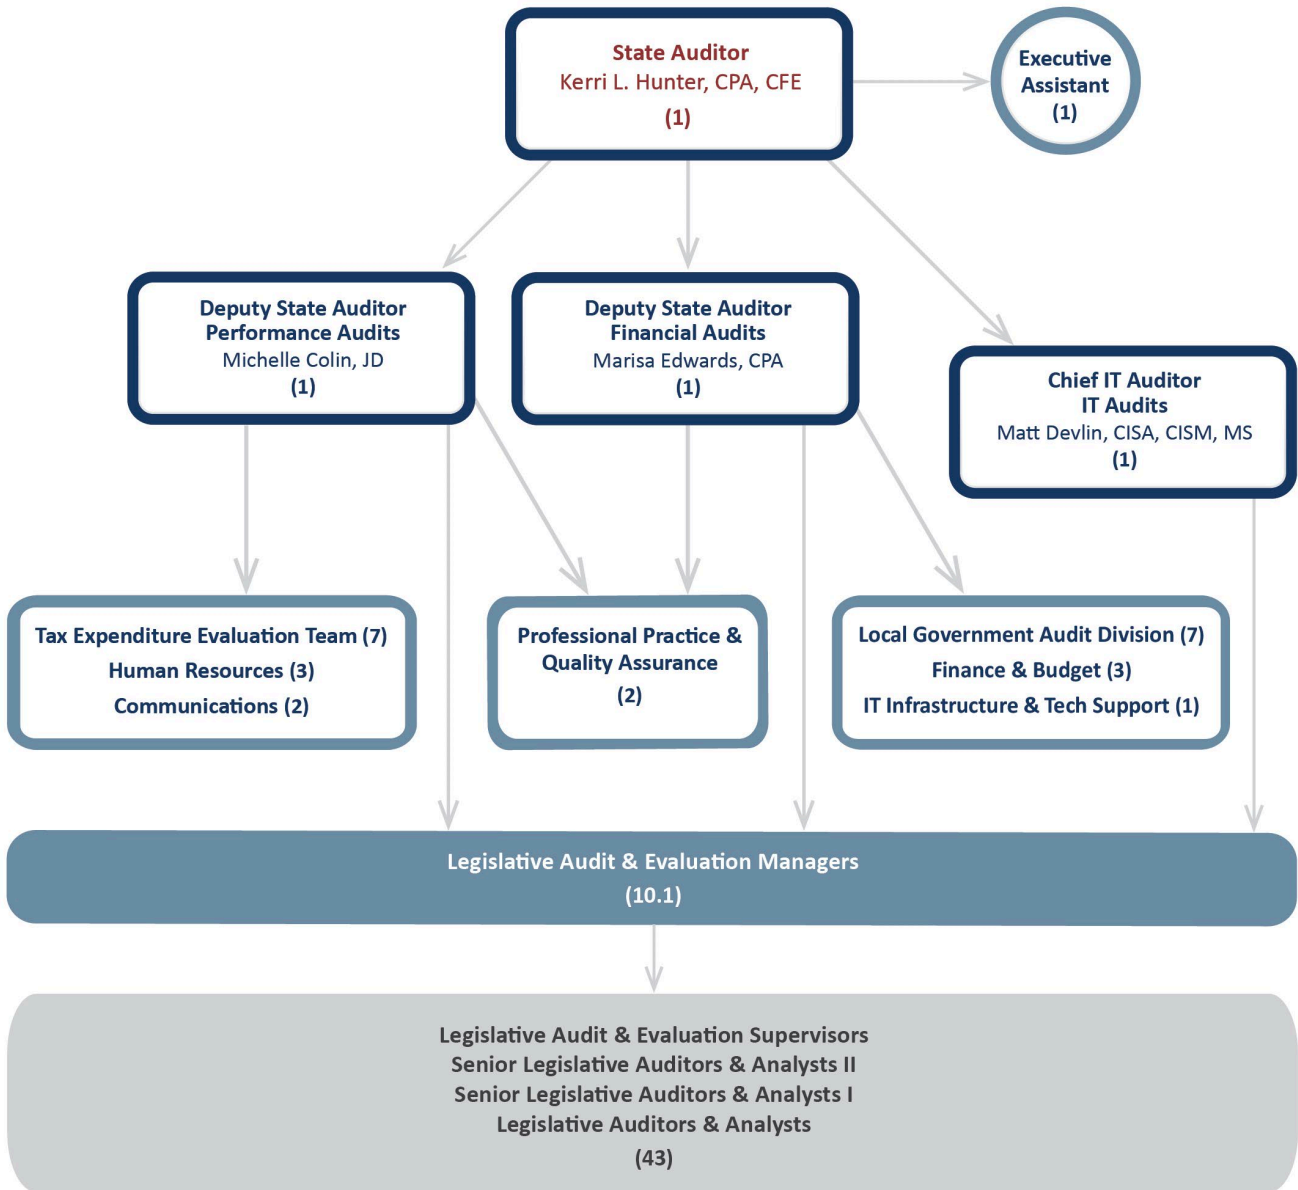 State Auditor
Kerri L. Hunter, CPA, CFE
(1)
Executive
Assistant
(1)
Deputy State Auditor
Performance Audits
Michelle Colin, JD
(1)
Deputy State Auditor
Financial Audits
Marisa Edwards, CPA
(1)
Chief IT Auditor
IT Audits
Matt Devlin, CISA, CISM, MS
(1)
Tax Expenditure Evaluation Team (7)
Human Resources (3)
Communications (2)
Professional Practice &
Quality Assurance
(2)
Local Government Audit Division (7)
Finance & Budget (3)
IT Infrastructure & Tech Support (1)
Legislative Audit & Evaluation Managers
(10.1)
Legislative Audit & Evaluation Supervisors
Senior Legislative Auditors & Analysts II
Senior Legislative Auditors & Analysts I
Legislative Auditors & Analysts
(43)